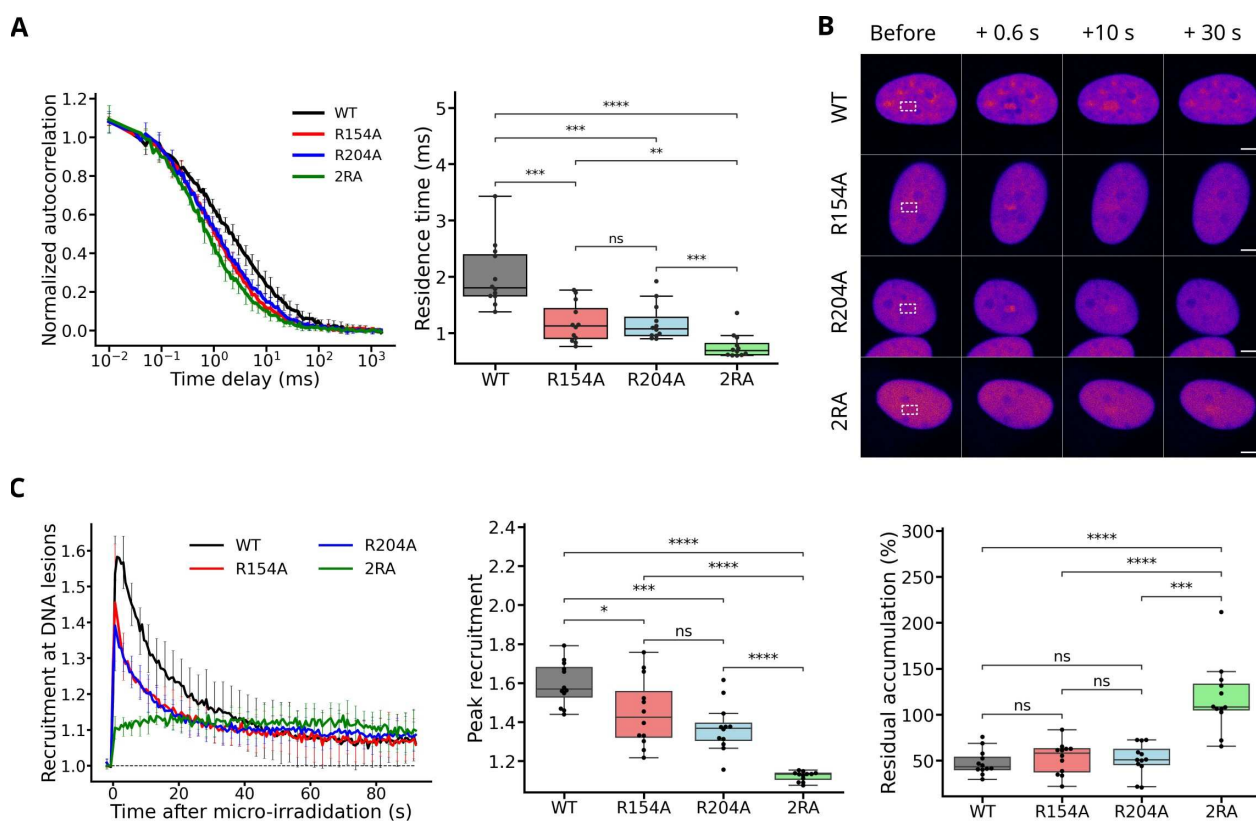 A
1.2
1.0
0.8
0.6
0.4
0.2
0.0
Normalized autocorrelation
10⁻² 10⁻¹ 10⁰ 10¹ 10² 10³
Time delay (ms)
WT
R154A
R204A
2RA
5
4
3
2
1
Residence time (ms)
****
***
**
***
ns
***
WT R154A R204A 2RA
B
Before + 0.6 s +10 s + 30 s
WT
R154A
R204A
2RA
C
1.6
1.5
1.4
1.3
1.2
1.1
1.0
Recruitment at DNA lesions
WT R204A
R154A 2RA
0 20 40 60 80
Time after micro-irradidation (s)
2.4
2.2
2.0
1.8
1.6
1.4
1.2
Peak recruitment
****
****
***
*
ns
****
WT R154A R204A 2RA
300
250
200
150
100
50
Residual accumulation (%)
****
****
***
ns
ns
ns
WT R154A R204A 2RA